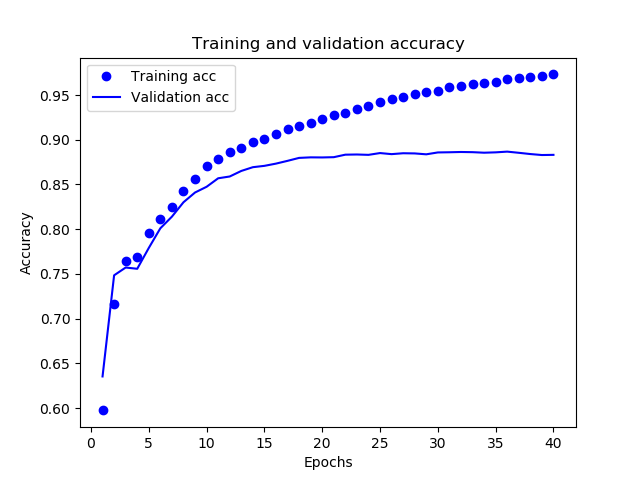 Training and validation accuracy
Training acc
Validation acc
Accuracy
0.95
0.90
0.85
0.80
0.75
0.70
0.65
0.60
0 5 10 15 20 25 30 35 40
Epochs